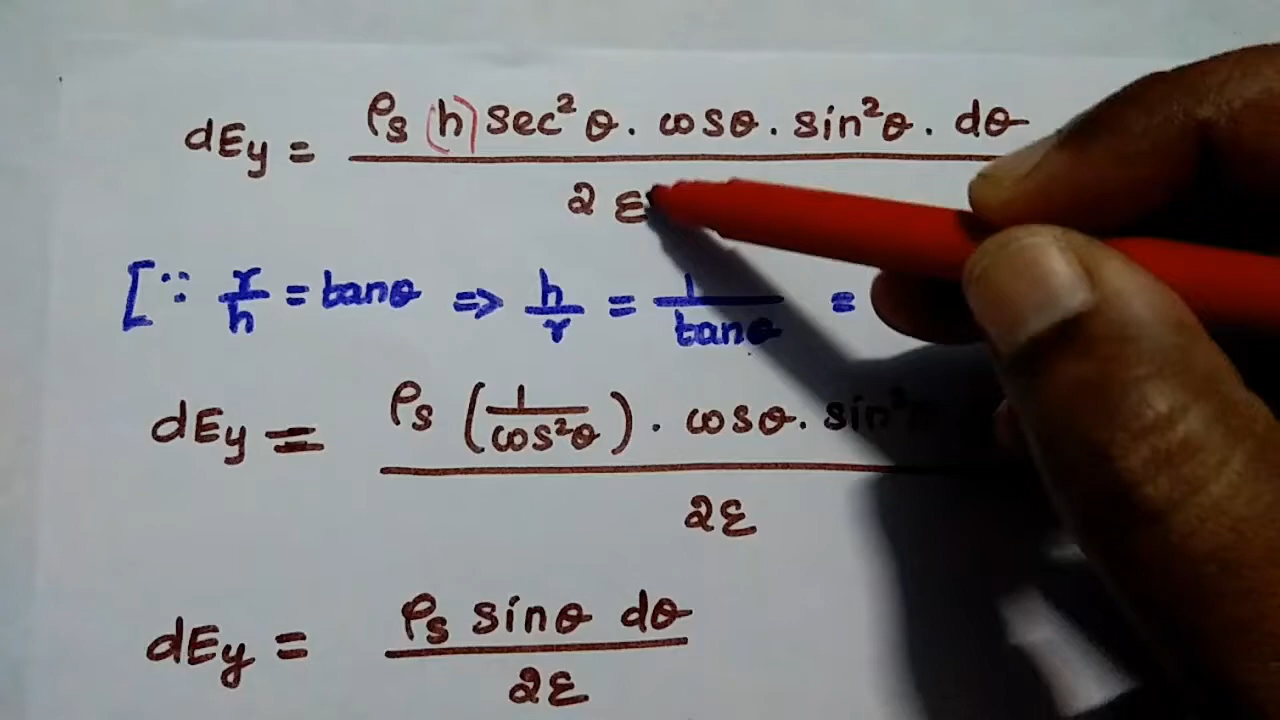 dEy = ρs (h) sec²θ. cosθ. sin²θ. dθ / 2 ε
[∵ r/h = tanθ => h/r = 1/tanθ =
dEy = ρs (1/cos²θ). cosθ. sin² / 2ε
dEy = ρs sinθ dθ / 2ε